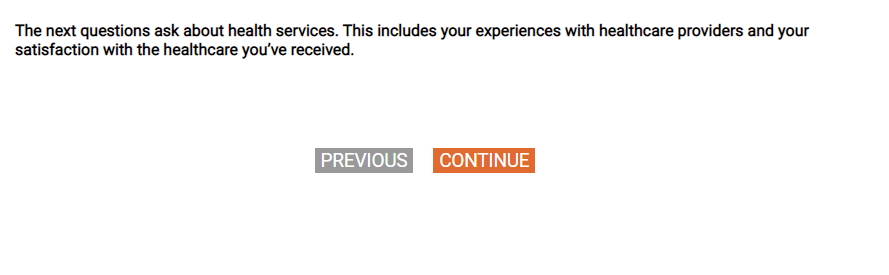 The next questions ask about health services. This includes your experiences with healthcare providers and your
satisfaction with the healthcare you’ve received.
PREVIOUS CONTINUE